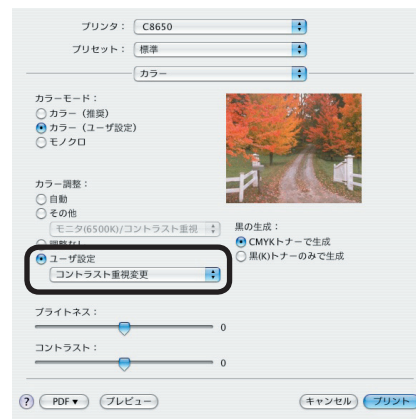 プリンタ： C8650
プリセット： 標準
カラー
カラーモード：
カラー（推奨）
カラー（ユーザ設定）
モノクロ
カラー調整：
自動
その他
モニタ(6500K)/コントラスト重視
調整なし
ユーザ設定
コントラスト重視変更
黒の生成：
CMYKトナーで生成
黒(K)トナーのみで生成
ブライトネス：
0
コントラスト：
0
? PDF▼ プレビュー キャンセル プリント